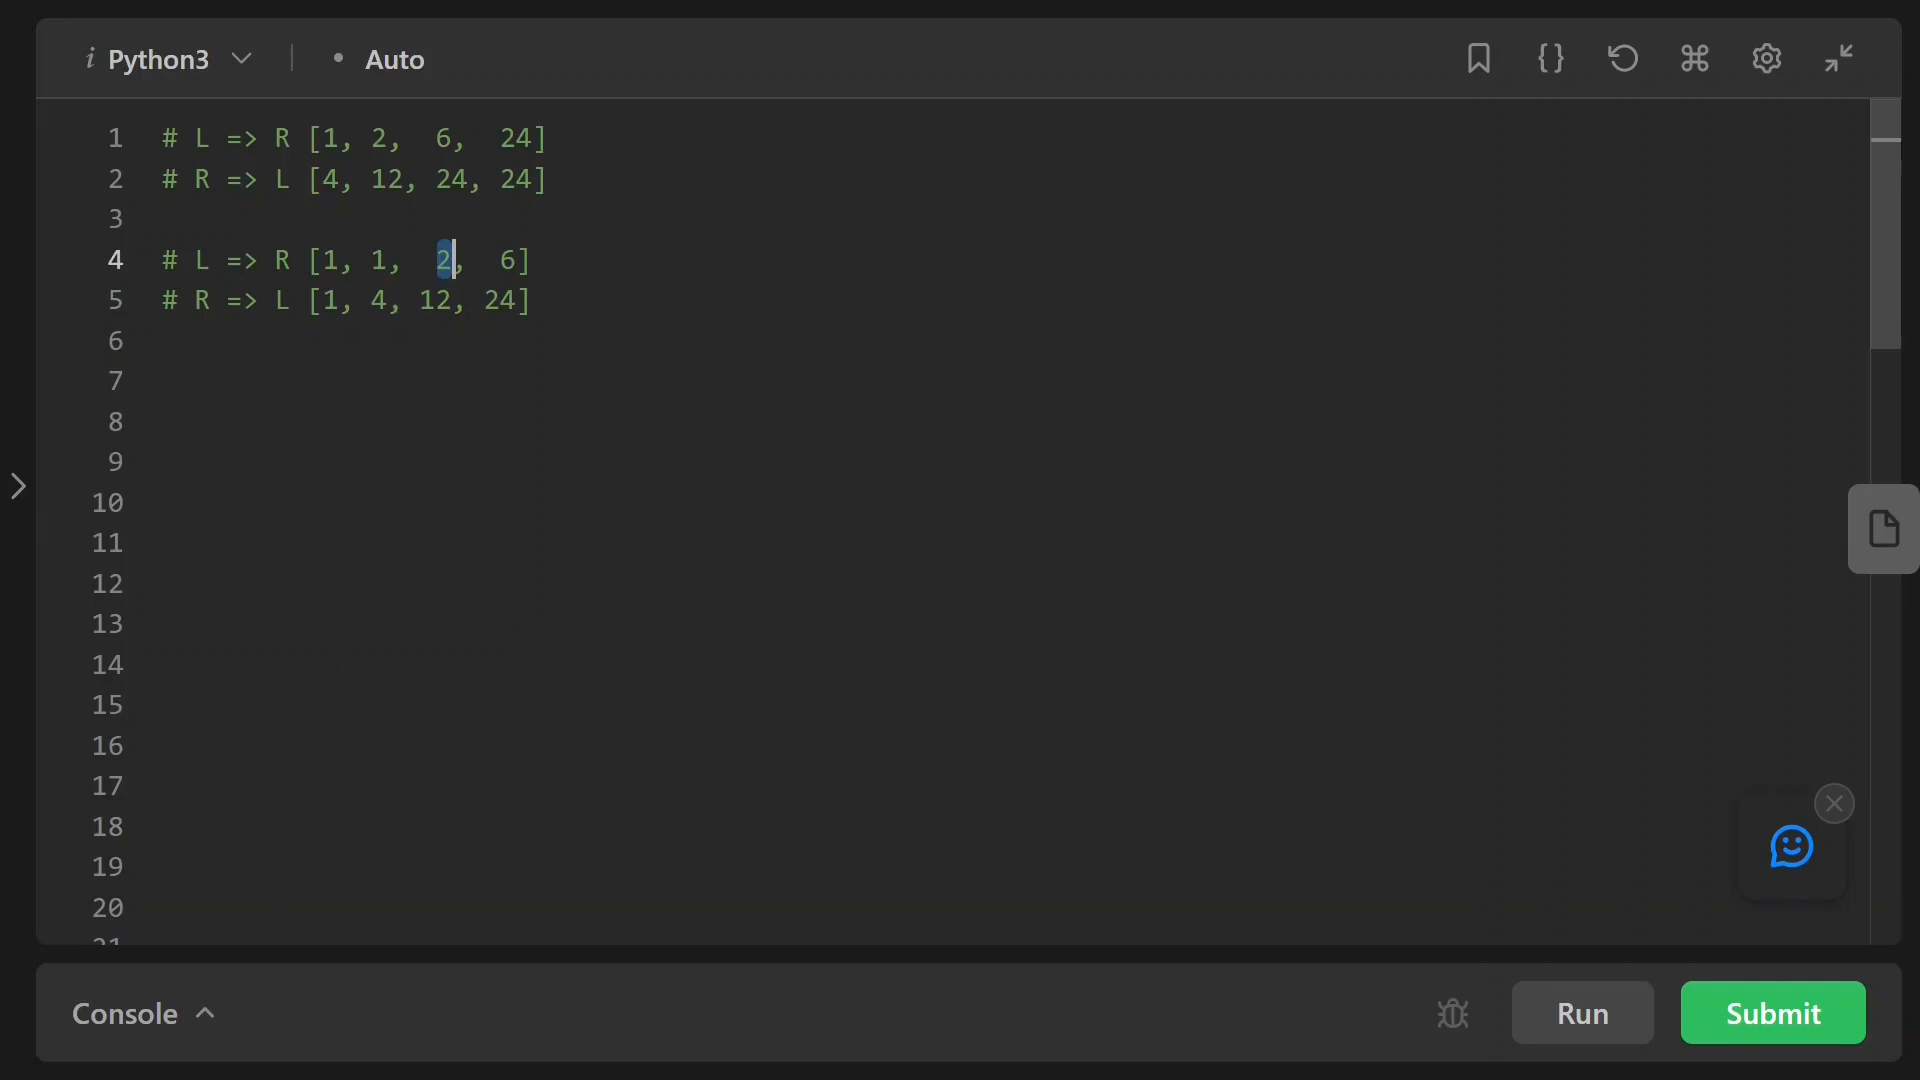 i Python3 • Auto
1 # L => R [1, 2,  6,  24]
2 # R => L [4, 12, 24, 24]
3
4 # L => R [1, 1,  2,  6]
5 # R => L [1, 4, 12, 24]
6
7
8
9
10
11
12
13
14
15
16
17
18
19
20
21
Console Run Submit